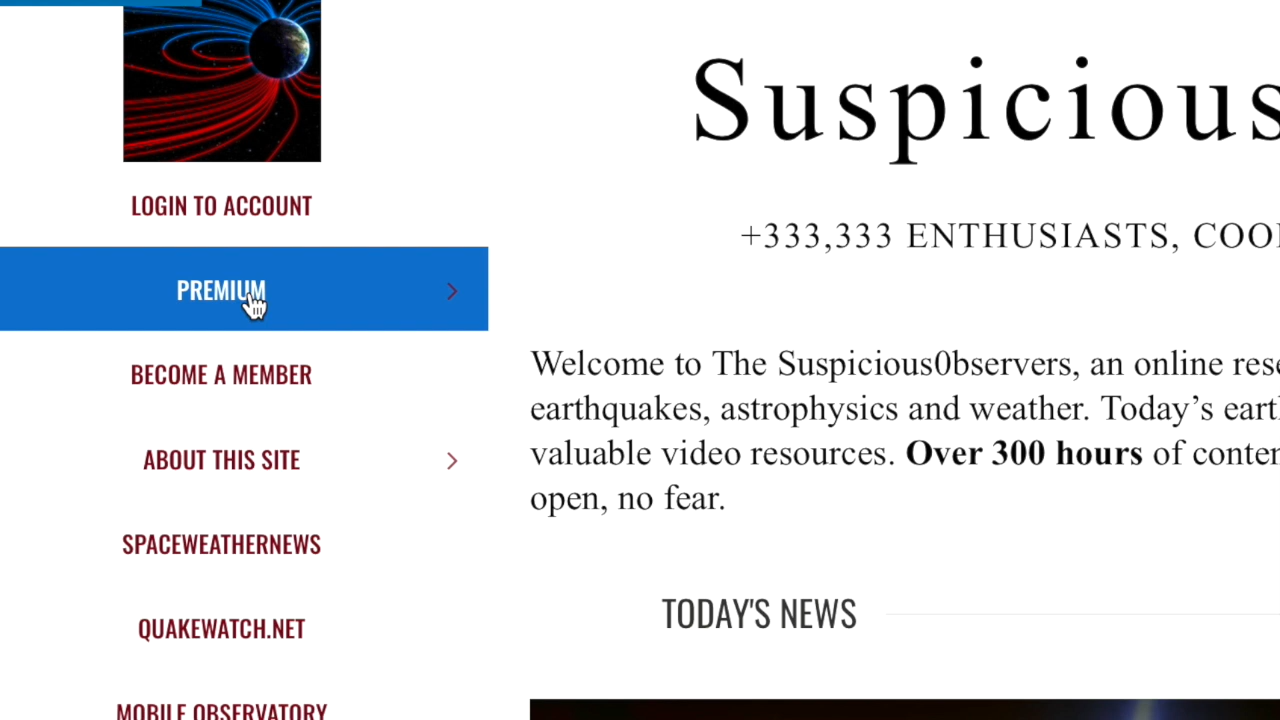 Suspicious
+333,333 ENTHUSIASTS,
LOGIN TO ACCOUNT
PREMIUM
BECOME A MEMBER
ABOUT THIS SITE
SPACEWEATHERNEWS
QUAKEWATCH.NET
MOBILE OBSERVATORY
Welcome to The Suspicious0bservers, an online
earthquakes, astrophysics and weather. Today’s
valuable video resources. Over 300 hours of
open, no fear.
TODAY'S NEWS